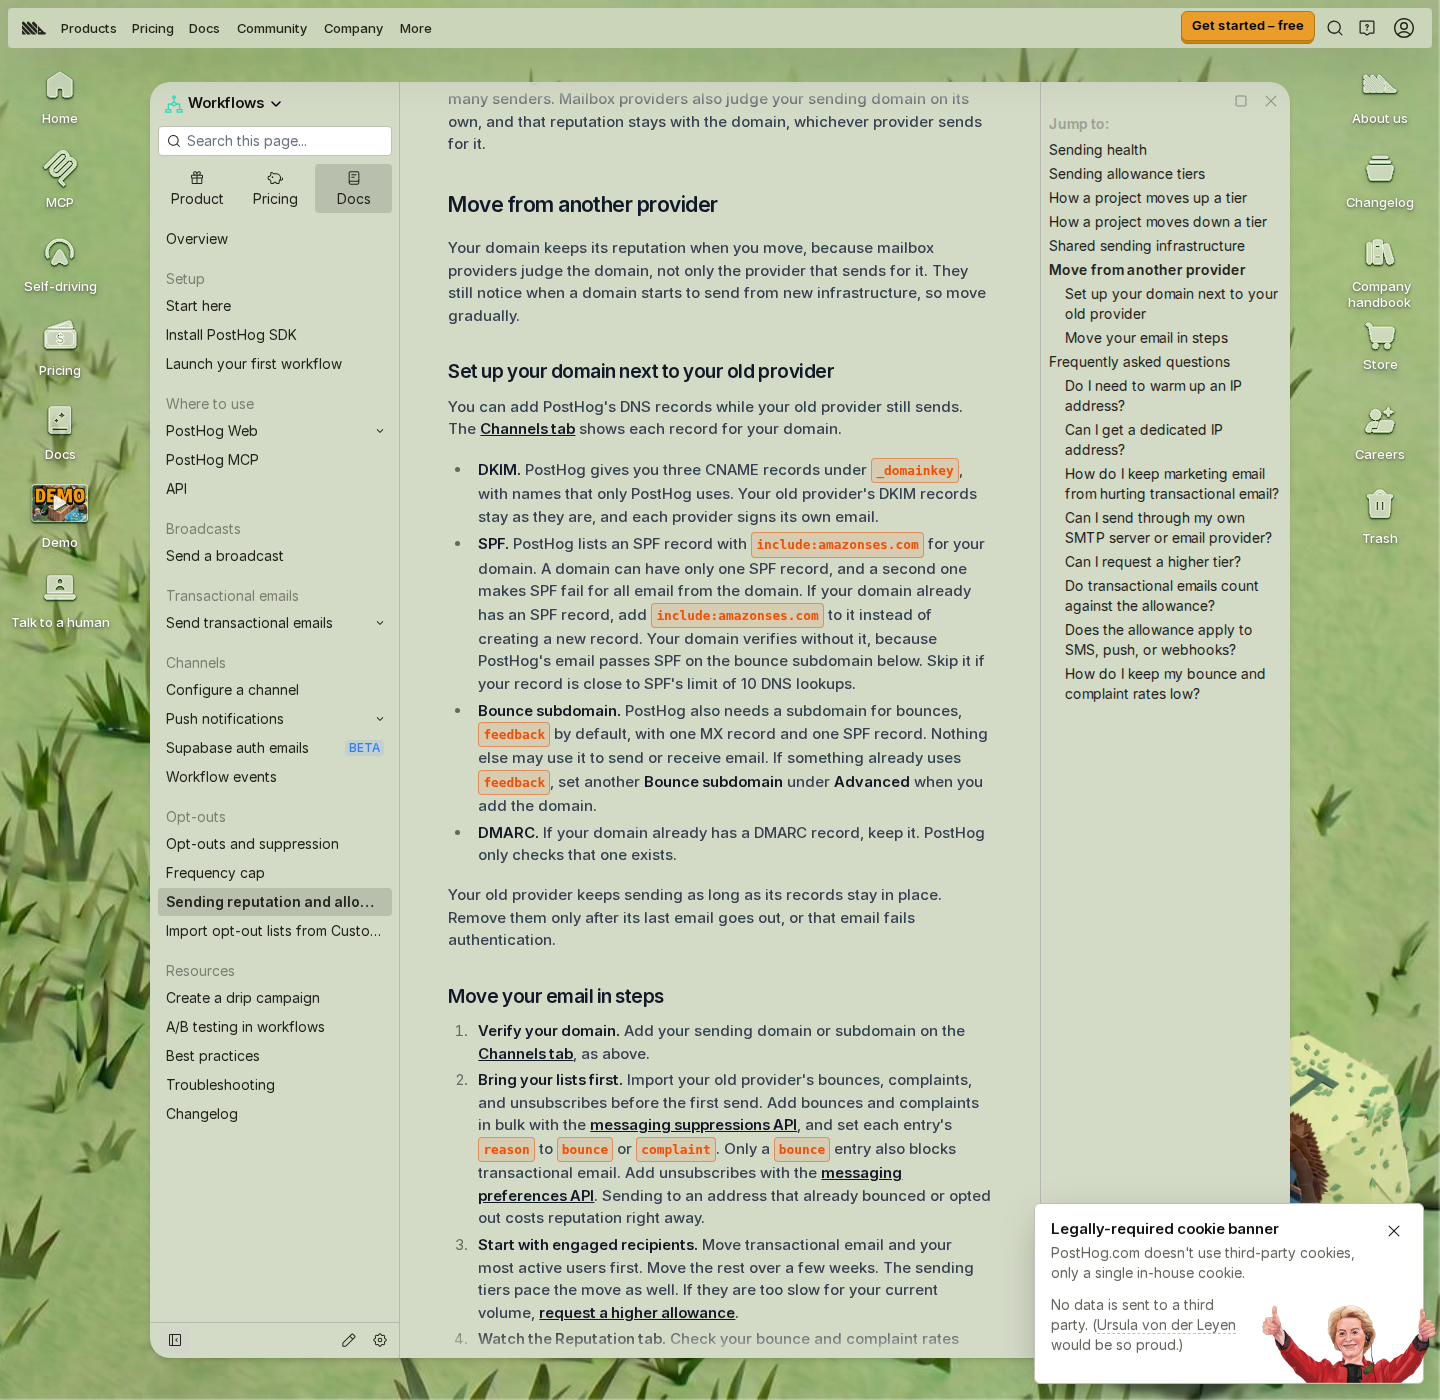 Products Pricing Docs Community Company More
Get started – free
Home
MCP
Self-driving
Pricing
Docs
DEMO
Demo
Talk to a human
Workflows
Search this page...
Product Pricing Docs
Overview
Setup
Start here
Install PostHog SDK
Launch your first workflow
Where to use
PostHog Web
PostHog MCP
API
Broadcasts
Send a broadcast
Transactional emails
Send transactional emails
Channels
Configure a channel
Push notifications
Supabase auth emails BETA
Workflow events
Opt-outs
Opt-outs and suppression
Frequency cap
Sending reputation and allo...
Import opt-out lists from Custo...
Resources
Create a drip campaign
A/B testing in workflows
Best practices
Troubleshooting
Changelog
many senders. Mailbox providers also judge your sending domain on its
own, and that reputation stays with the domain, whichever provider sends
for it.
Move from another provider
Your domain keeps its reputation when you move, because mailbox
providers judge the domain, not only the provider that sends for it. They
still notice when a domain starts to send from new infrastructure, so move
gradually.
Set up your domain next to your old provider
You can add PostHog's DNS records while your old provider still sends.
The Channels tab shows each record for your domain.
• DKIM. PostHog gives you three CNAME records under _domainkey,
with names that only PostHog uses. Your old provider's DKIM records
stay as they are, and each provider signs its own email.
• SPF. PostHog lists an SPF record with include:amazonses.com for your
domain. A domain can have only one SPF record, and a second one
makes SPF fail for all email from the domain. If your domain already
has an SPF record, add include:amazonses.com to it instead of
creating a new record. Your domain verifies without it, because
PostHog's email passes SPF on the bounce subdomain below. Skip it if
your record is close to SPF's limit of 10 DNS lookups.
• Bounce subdomain. PostHog also needs a subdomain for bounces,
feedback by default, with one MX record and one SPF record. Nothing
else may use it to send or receive email. If something already uses
feedback, set another Bounce subdomain under Advanced when you
add the domain.
• DMARC. If your domain already has a DMARC record, keep it. PostHog
only checks that one exists.
Your old provider keeps sending as long as its records stay in place.
Remove them only after its last email goes out, or that email fails
authentication.
Move your email in steps
1. Verify your domain. Add your sending domain or subdomain on the
Channels tab, as above.
2. Bring your lists first. Import your old provider's bounces, complaints,
and unsubscribes before the first send. Add bounces and complaints
in bulk with the messaging suppressions API, and set each entry's
reason to bounce or complaint. Only a bounce entry also blocks
transactional email. Add unsubscribes with the messaging
preferences API. Sending to an address that already bounced or opted
out costs reputation right away.
3. Start with engaged recipients. Move transactional email and your
most active users first. Move the rest over a few weeks. The sending
tiers pace the move as well. If they are too slow for your current
volume, request a higher allowance.
4. Watch the Reputation tab. Check your bounce and complaint rates
Jump to:
Sending health
Sending allowance tiers
How a project moves up a tier
How a project moves down a tier
Shared sending infrastructure
Move from another provider
Set up your domain next to your
old provider
Move your email in steps
Frequently asked questions
Do I need to warm up an IP
address?
Can I get a dedicated IP
address?
How do I keep marketing email
from hurting transactional email?
Can I send through my own
SMTP server or email provider?
Can I request a higher tier?
Do transactional emails count
against the allowance?
Does the allowance apply to
SMS, push, or webhooks?
How do I keep my bounce and
complaint rates low?
About us
Changelog
Company
handbook
Store
Careers
Trash
Legally-required cookie banner
PostHog.com doesn't use third-party cookies,
only a single in-house cookie.
No data is sent to a third
party. (Ursula von der Leyen
would be so proud.)